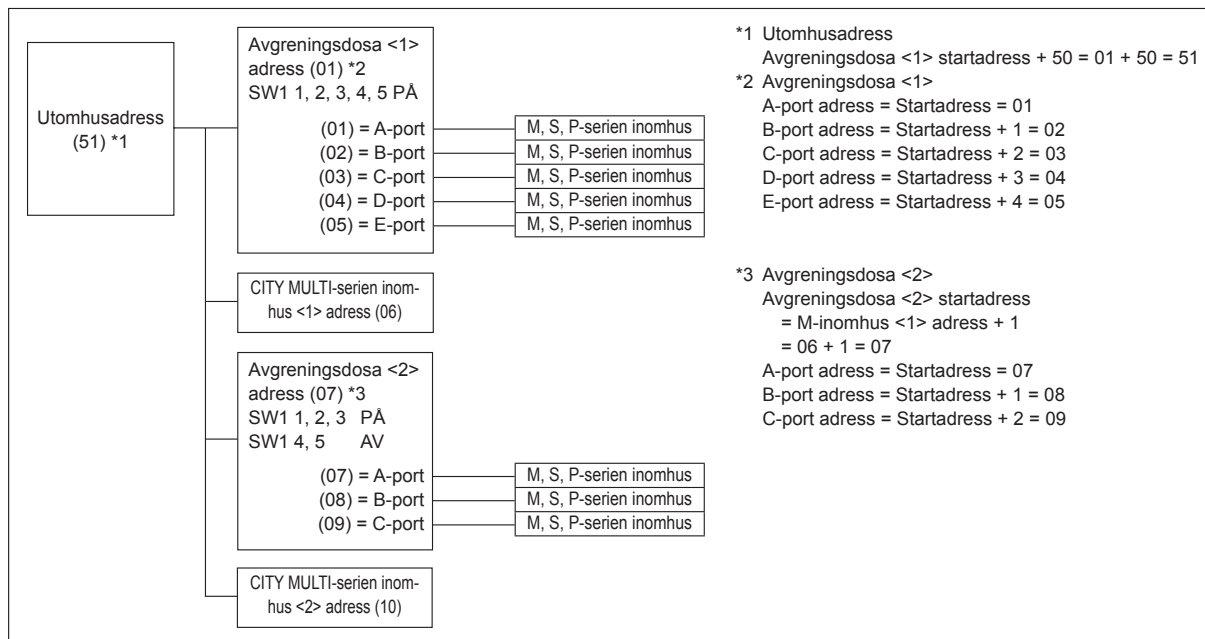 Utomhusadress
(51) *1
Avgreningsdosa <1>
adress (01) *2
SW1 1, 2, 3, 4, 5 PÅ
(01) = A-port
M, S, P-serien inomhus
(02) = B-port
M, S, P-serien inomhus
(03) = C-port
M, S, P-serien inomhus
(04) = D-port
M, S, P-serien inomhus
(05) = E-port
M, S, P-serien inomhus
CITY MULTI-serien inom-
hus <1> adress (06)
Avgreningsdosa <2>
adress (07) *3
SW1 1, 2, 3 PÅ
SW1 4, 5 AV
(07) = A-port
M, S, P-serien inomhus
(08) = B-port
M, S, P-serien inomhus
(09) = C-port
M, S, P-serien inomhus
CITY MULTI-serien inom-
hus <2> adress (10)
*1 Utomhusadress
Avgreningsdosa <1> startadress + 50 = 01 + 50 = 51
*2 Avgreningsdosa <1>
A-port adress = Startadress = 01
B-port adress = Startadress + 1 = 02
C-port adress = Startadress + 2 = 03
D-port adress = Startadress + 3 = 04
E-port adress = Startadress + 4 = 05
*3 Avgreningsdosa <2>
Avgreningsdosa <2> startadress
= M-inomhus <1> adress + 1
= 06 + 1 = 07
A-port adress = Startadress = 07
B-port adress = Startadress + 1 = 08
C-port adress = Startadress + 2 = 09